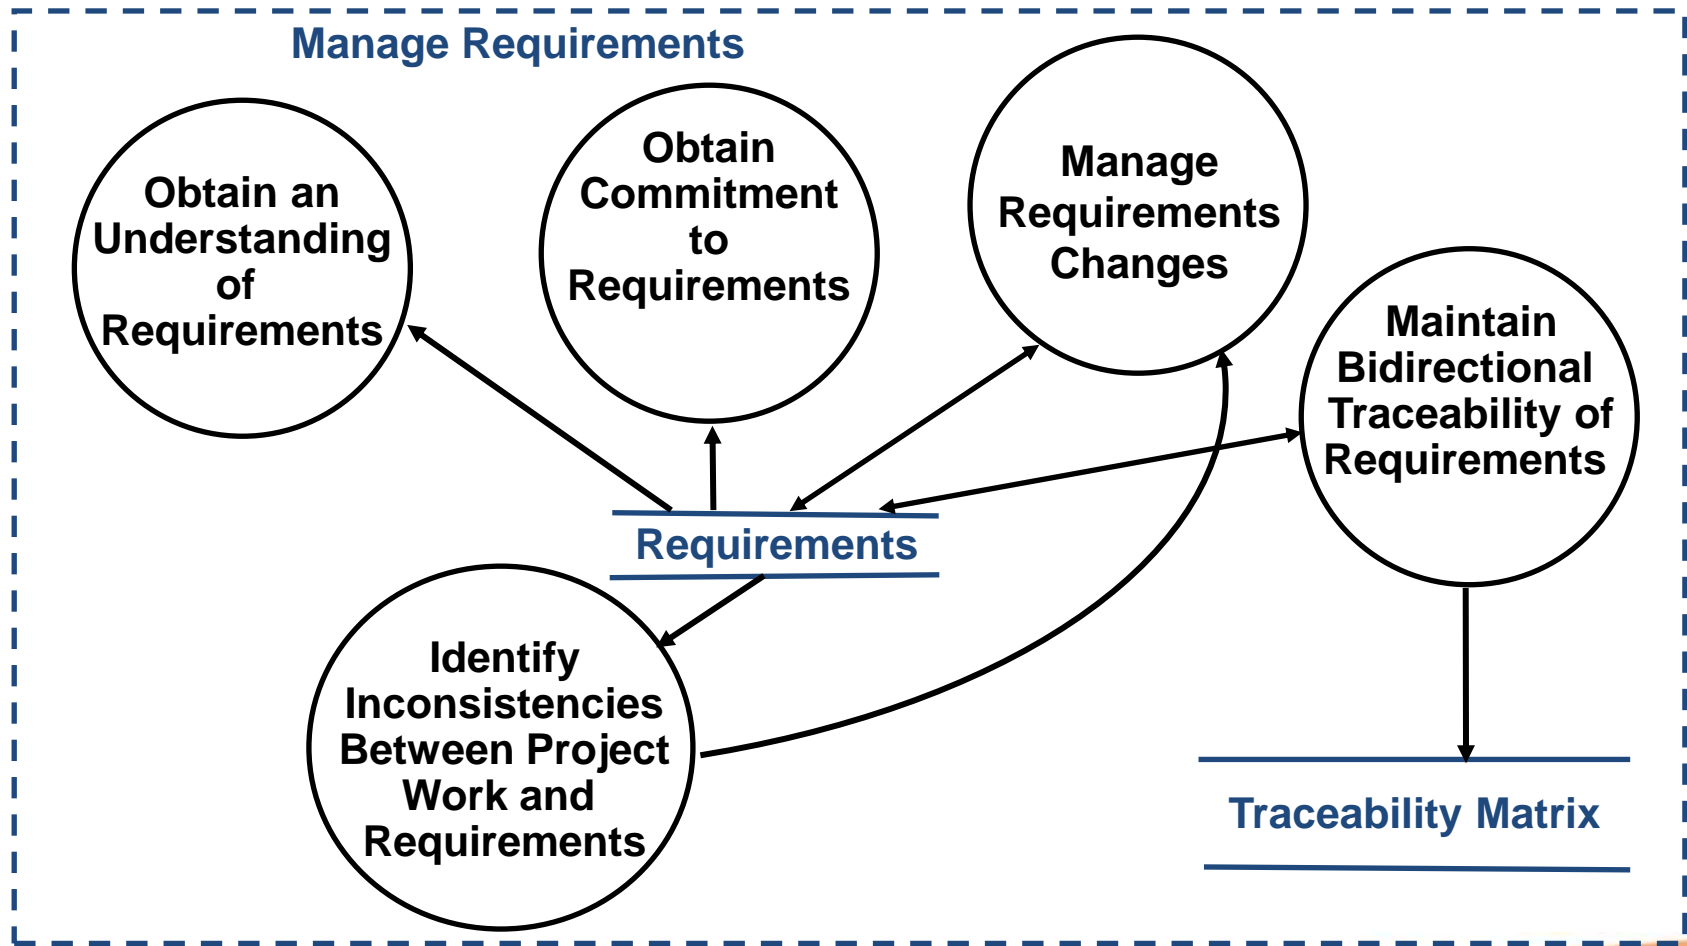 Manage Requirements
Obtain an
Understanding
of
Requirements
Obtain
Commitment
to
Requirements
Manage
Requirements
Changes
Maintain
Bidirectional
Traceability of
Requirements
Requirements
Identify
Inconsistencies
Between Project
Work and
Requirements
Traceability Matrix